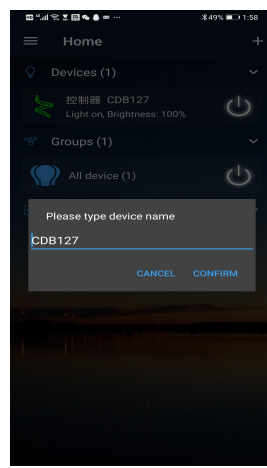 49% 1:58
Home
Devices (1)
控制器 CDB127
Light on, Brightness: 100%
Groups (1)
All device (1)
Please type device name
CDB127
CANCEL CONFIRM